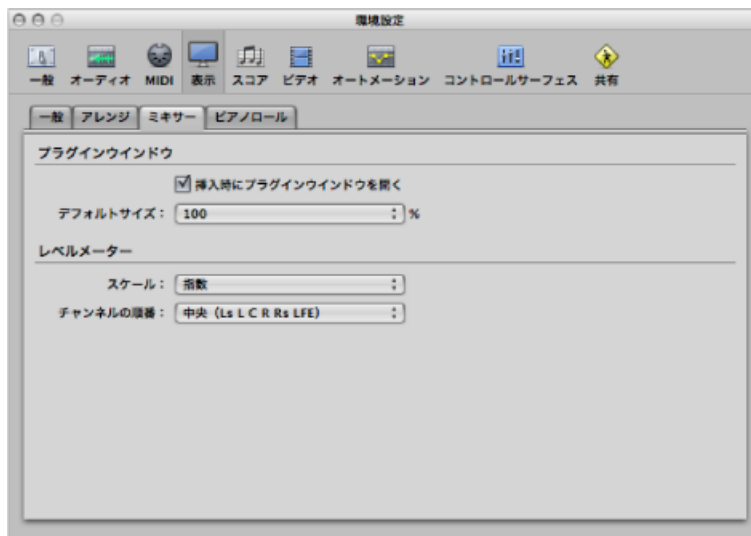 環境設定
一般 オーディオ MIDI 表示 スコア ビデオ オートメーション コントロールサーフェス 共有
一般 アレンジ ミキサー ピアノロール
プラグインウインドウ
挿入時にプラグインウインドウを開く
デフォルトサイズ： 100 %
レベルメーター
スケール： 指数
チャンネルの順番： 中央（Ls L C R Rs LFE）